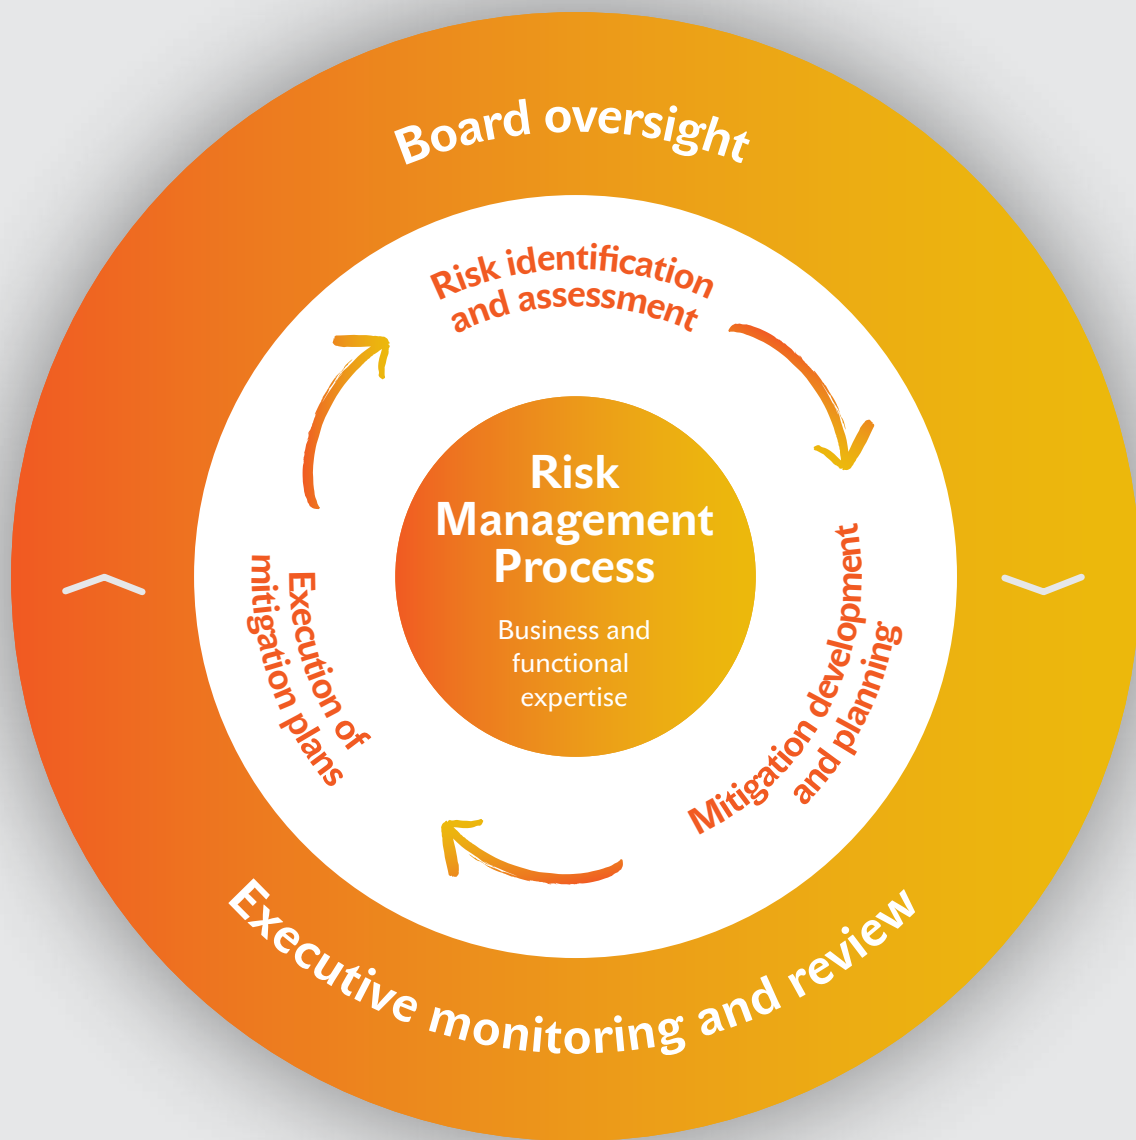 Board oversight
Risk identification
and assessment
Risk
Management
Process
Business and
functional
expertise
Mitigation development
and planning
Execution of
mitigation plans
Executive monitoring and review